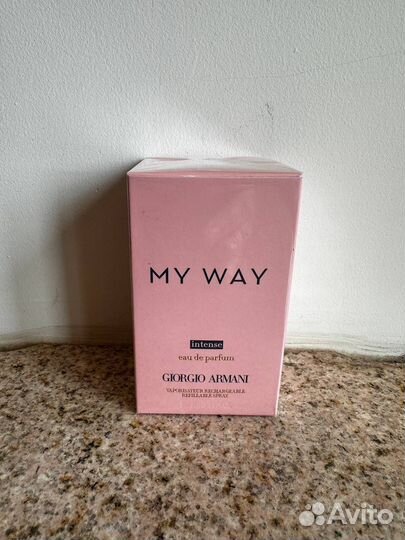 MY WAY
intense
eau de parfum
GIORGIO ARMANI
VAPORISATEUR RECHARGEABLE
REFILLABLE SPRAY
Avito